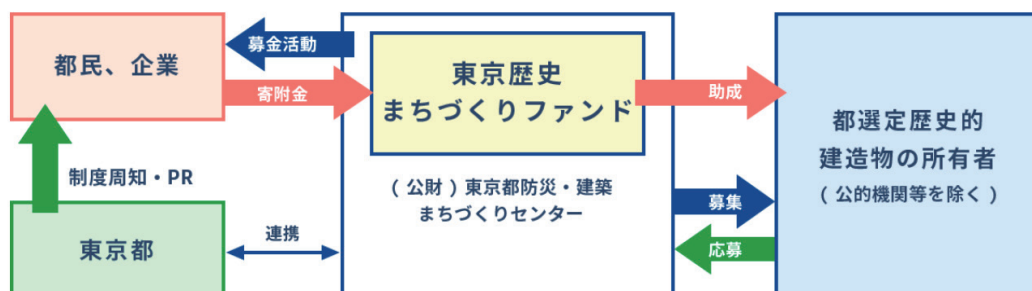 都民、企業
募金活動
寄附金
東京歴史
まちづくりファンド
助成
都選定歴史的
建造物の所有者
(公的機関等を除く)
制度周知・PR
(公財)東京都防災・建築
まちづくりセンター
募集
応募
東京都
連携